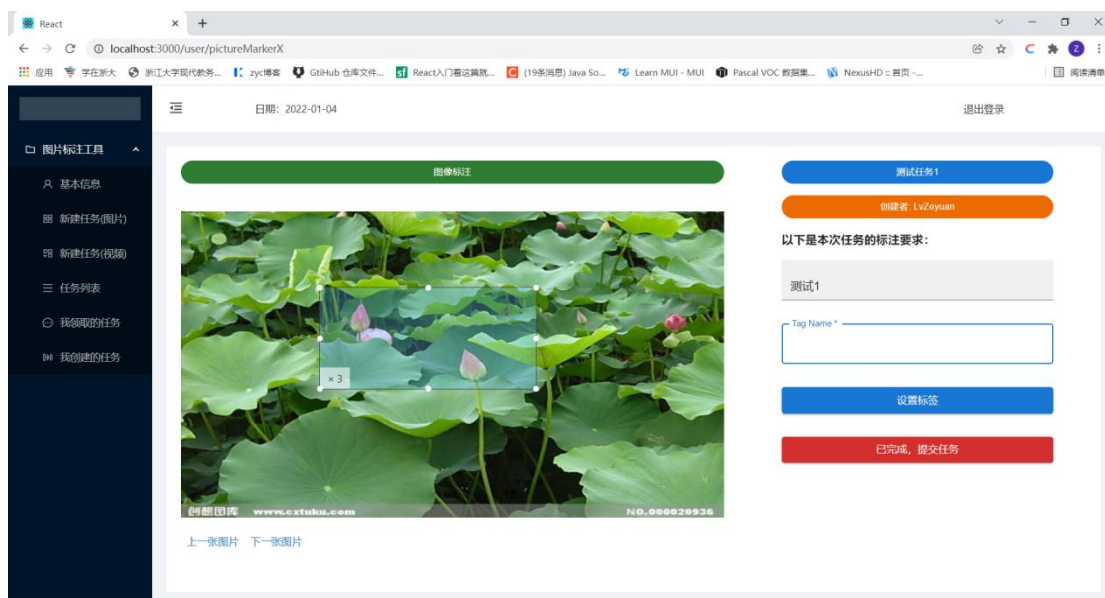 React
localhost:3000/user/pictureMarkerX
应用 学在浙大 浙江大学现代教务... zyc博客 GtiHub 仓库文件... React入门看这篇就... (19条消息) Java So... Learn MUI - MUI Pascal VOC 数据集... NexusHD :: 首页 -... 阅读清单
日期：2022-01-04 退出登录
图片标注工具
基本信息
新建任务(图片)
新建任务(视频)
任务列表
我领取的任务
我创建的任务
图像标注
× 3
创想图库 www.cxtuku.com NO.000020936
上一张图片 下一张图片
测试任务1
创建者: LvZeyuan
以下是本次任务的标注要求：
测试1
Tag Name *
设置标签
已完成，提交任务
Z